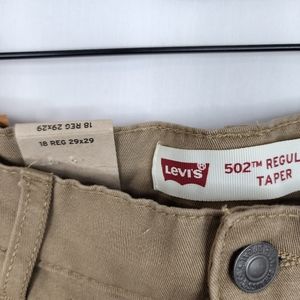 18 REG 29x29
18 REG 29x29
Levi's
502™ REGUL
TAPER